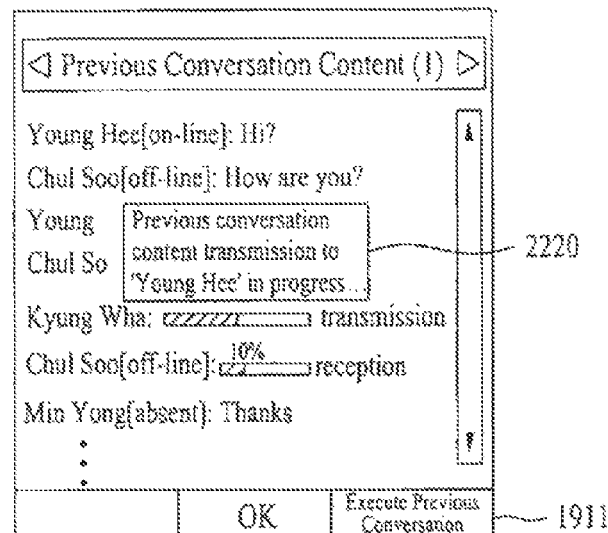 ◁ Previous Conversation Content (1) ▷
Young Hee[on-line]: Hi?
Chul Soo[off-line]: How are you?
Young
Chul So
Previous conversation
content transmission to
'Young Hee' in progress...
2220
Kyung Wha: transmission
10%
Chul Soo[off-line]: reception
Min Yong[absent]: Thanks
OK
Execute Previous
Conversation
1911